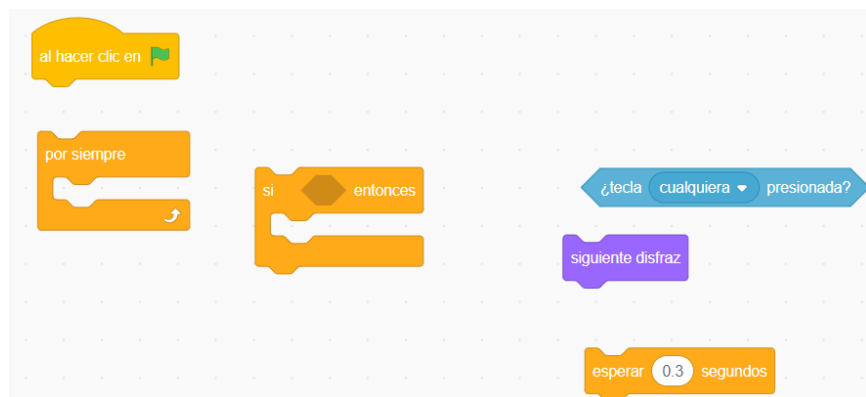 al hacer clic en
por siempre
si entonces
¿tecla cualquiera presionada?
siguiente disfraz
esperar 0.3 segundos